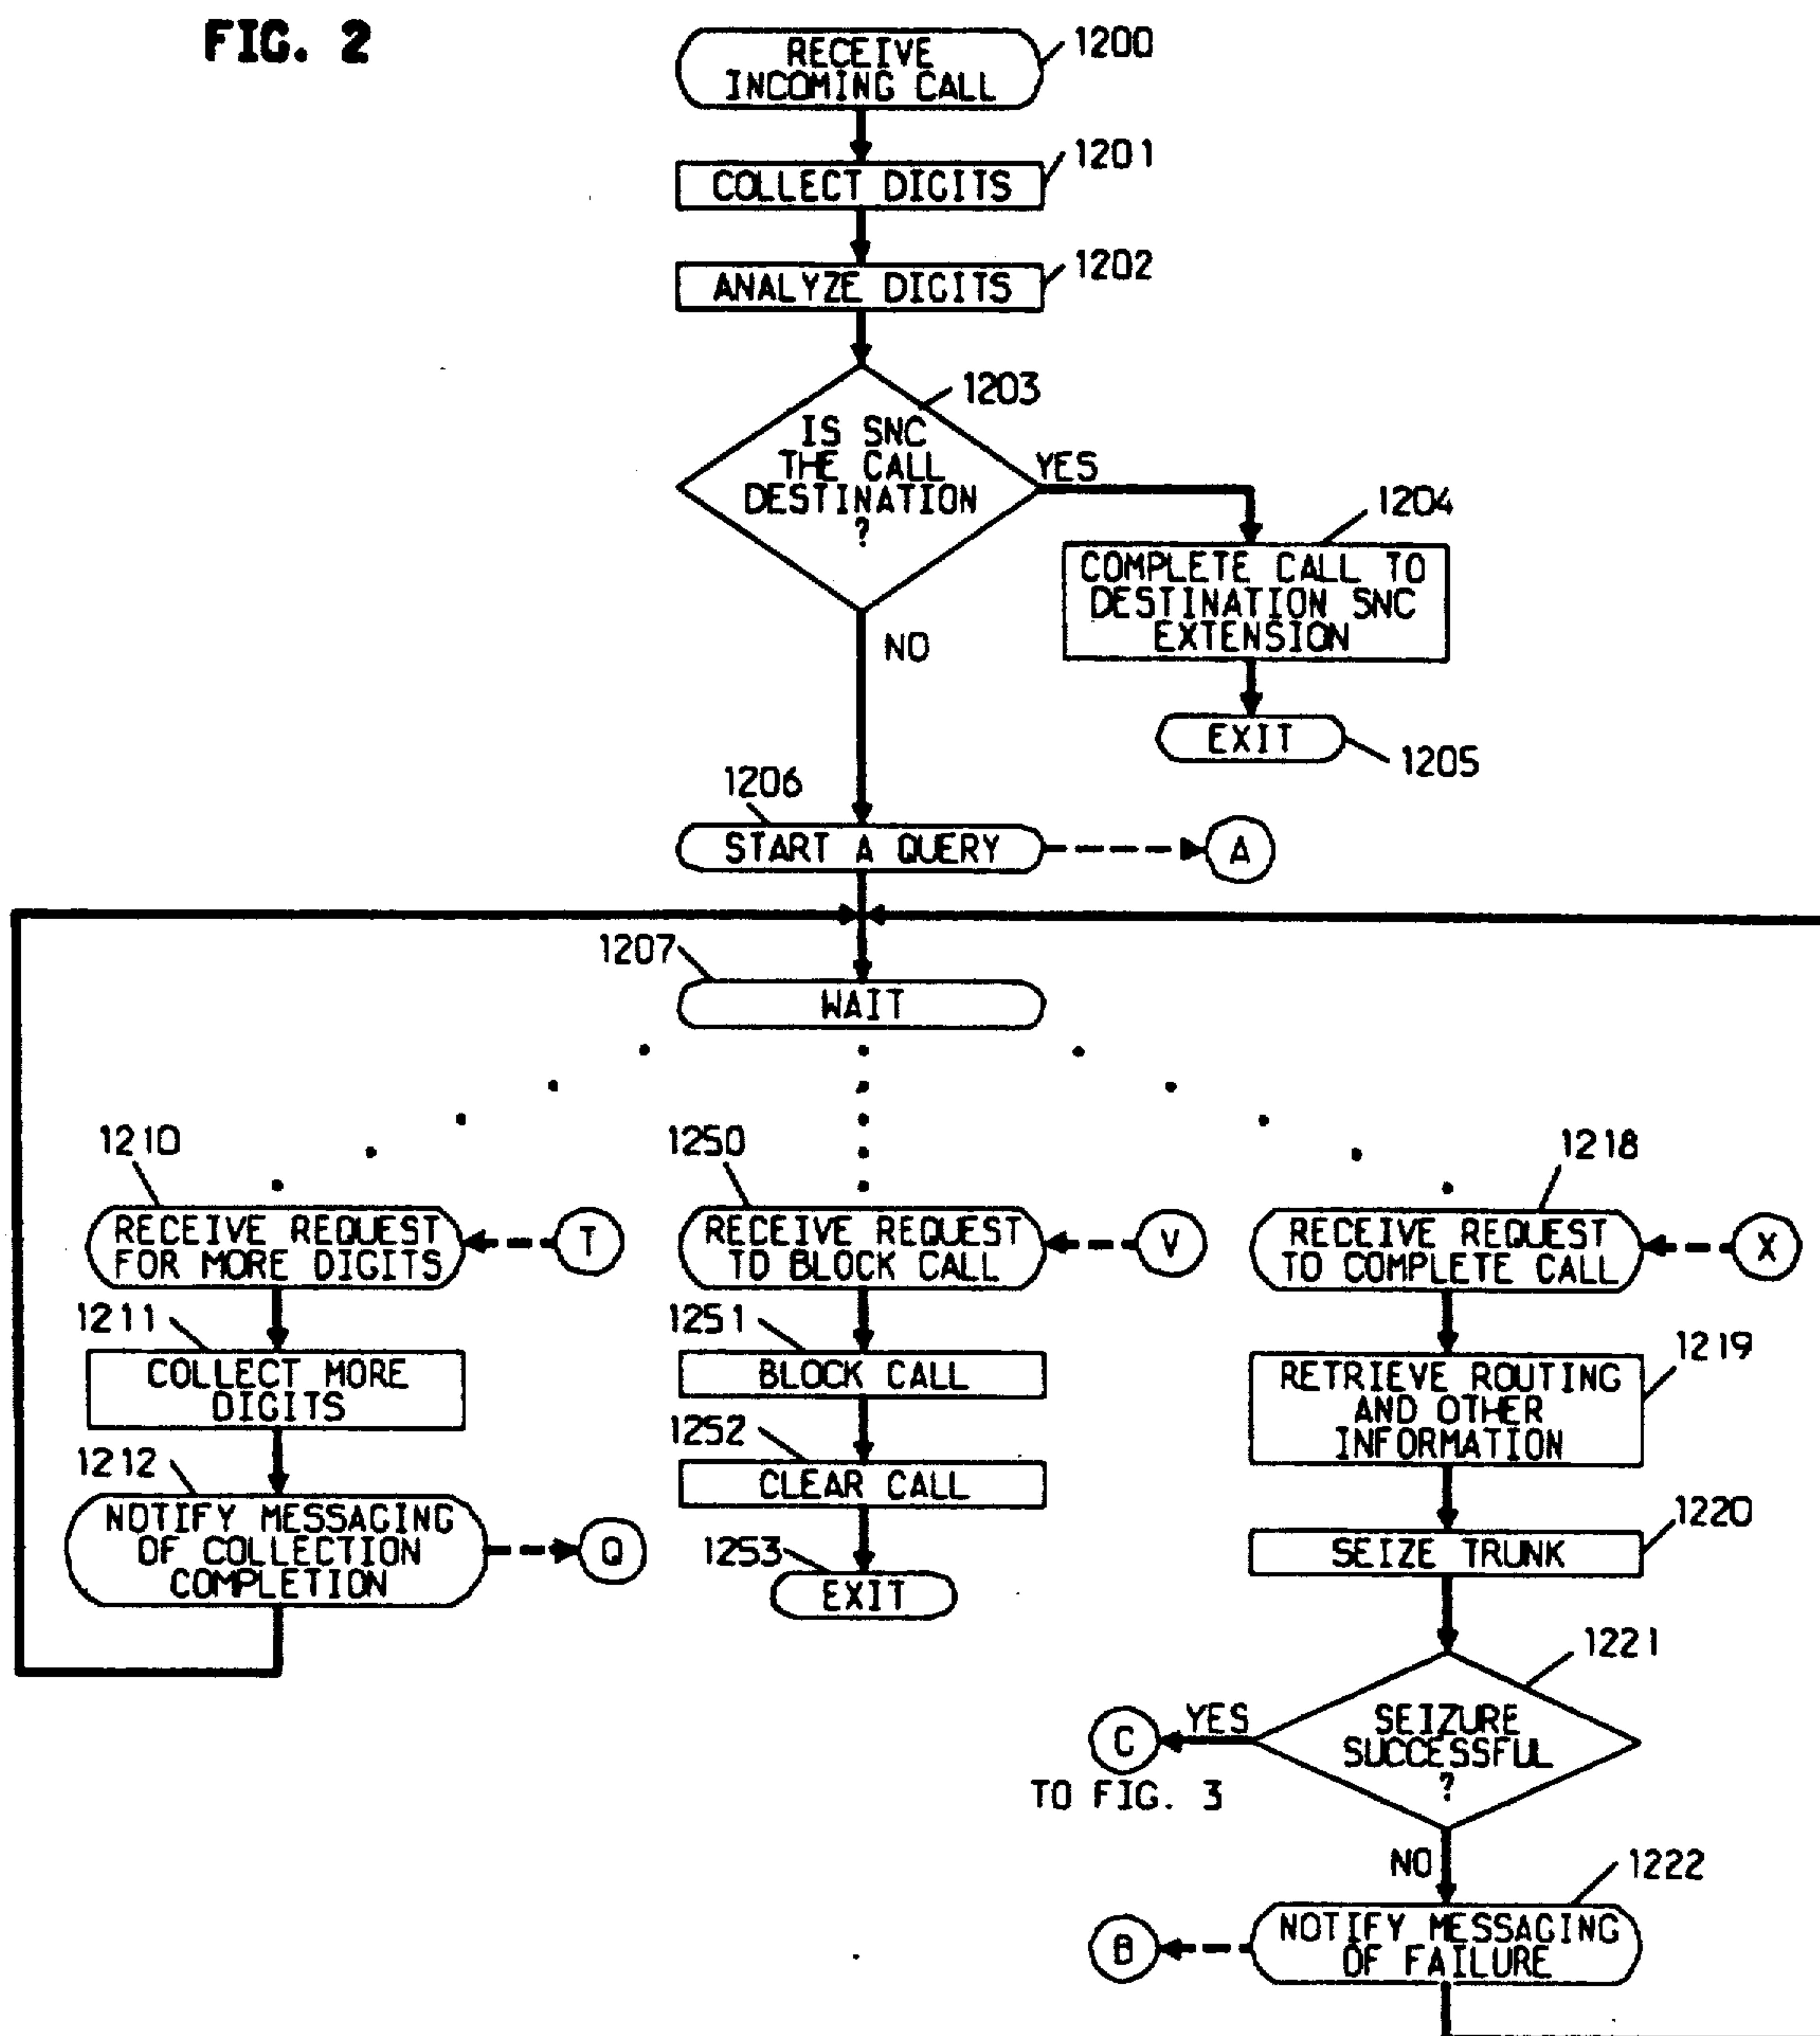 FIG. 2
RECEIVE
INCOMING CALL
1200
COLLECT DIGITS
1201
ANALYZE DIGITS
1202
1203
IS SNC
THE CALL
DESTINATION
?
YES
NO
1204
COMPLETE CALL TO
DESTINATION SNC
EXTENSION
EXIT
1205
1206
START A QUERY
A
1207
WAIT
1210
RECEIVE REQUEST
FOR MORE DIGITS
T
1211
COLLECT MORE
DIGITS
1212
NOTIFY MESSAGING
OF COLLECTION
COMPLETION
Q
1250
RECEIVE REQUEST
TO BLOCK CALL
V
1251
BLOCK CALL
1252
CLEAR CALL
1253
EXIT
1218
RECEIVE REQUEST
TO COMPLETE CALL
X
1219
RETRIEVE ROUTING
AND OTHER
INFORMATION
1220
SEIZE TRUNK
1221
SEIZURE
SUCCESSFUL
?
YES
C
TO FIG. 3
NO
1222
NOTIFY MESSAGING
OF FAILURE
B